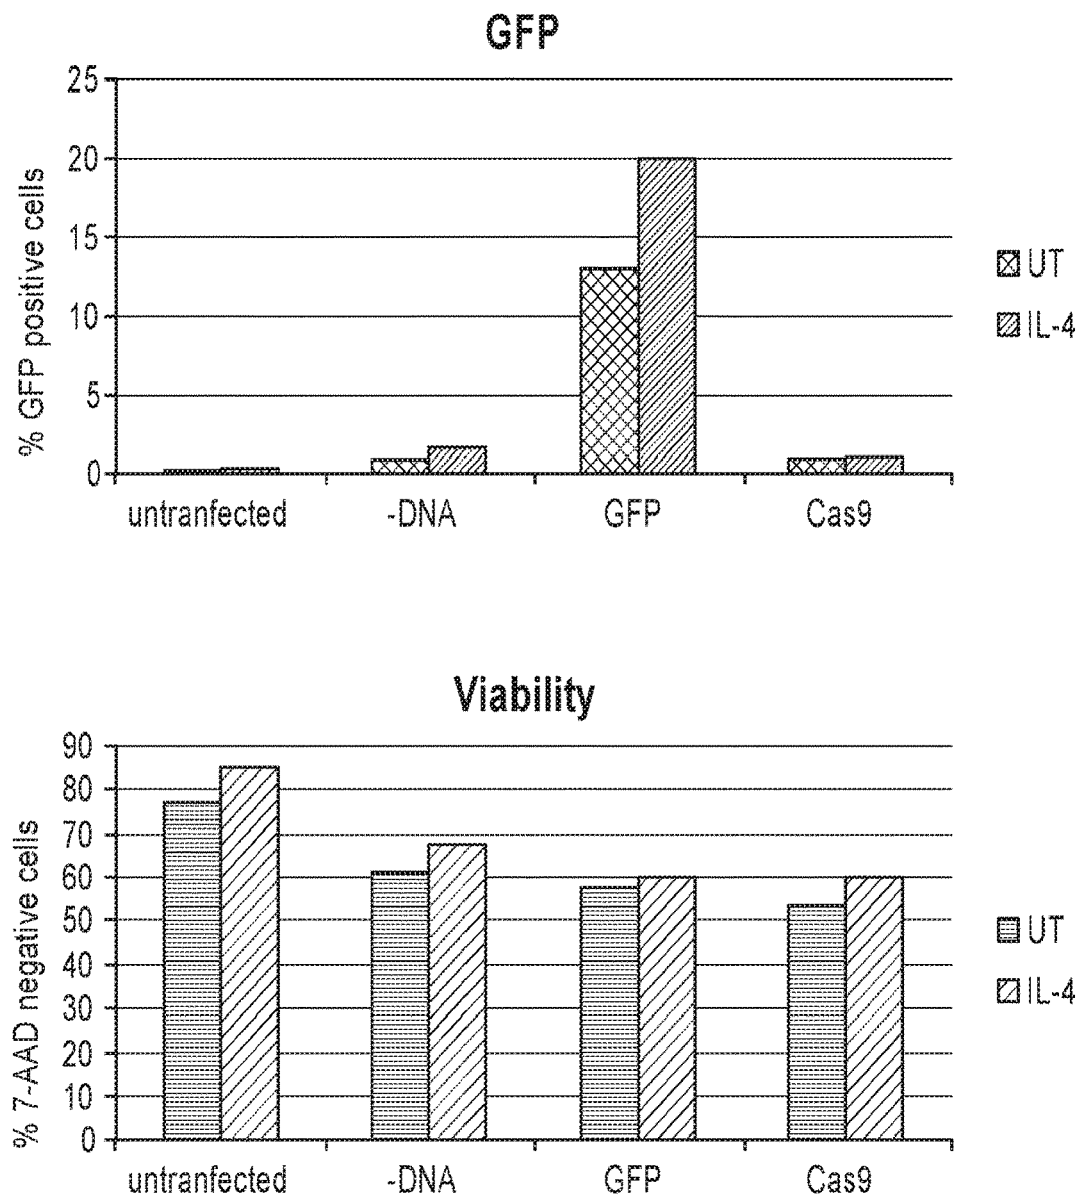 GFP
% GFP positive cells
25
20
15
10
5
0
untranfected -DNA GFP Cas9
UT
IL-4
Viability
% 7-AAD negative cells
90
80
70
60
50
40
30
20
10
0
untranfected -DNA GFP Cas9
UT
IL-4